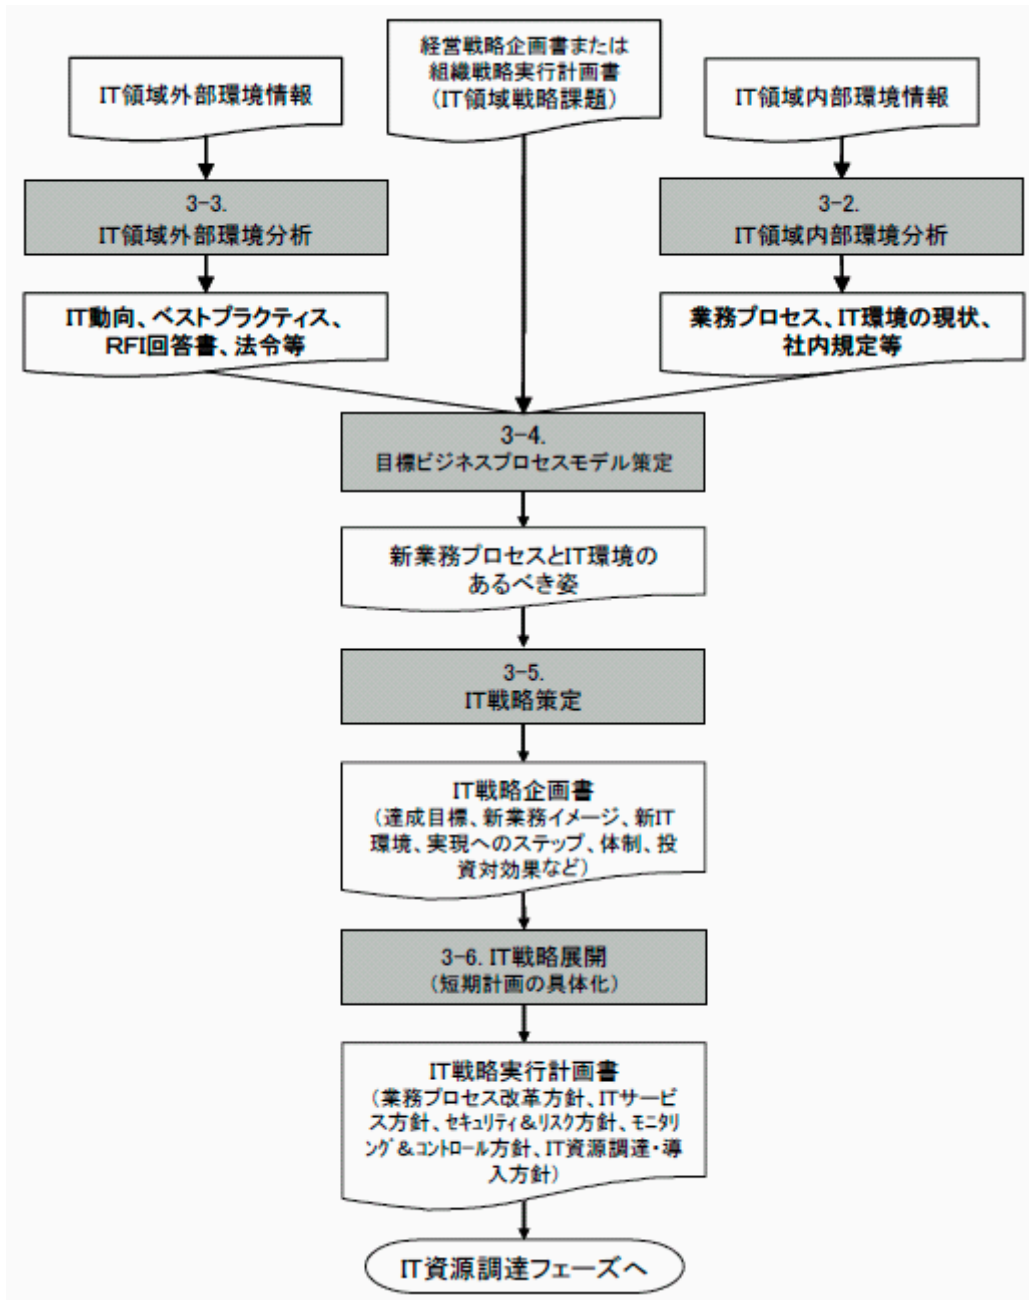 IT領域外部環境情報
経営戦略企画書または
組織戦略実行計画書
(IT領域戦略課題)
IT領域内部環境情報
3-3.
IT領域外部環境分析
3-2.
IT領域内部環境分析
IT動向、ベストプラクティス、
RFI回答書、法令等
業務プロセス、IT環境の現状、
社内規定等
3-4.
目標ビジネスプロセスモデル策定
新業務プロセスとIT環境の
あるべき姿
3-5.
IT戦略策定
IT戦略企画書
(達成目標、新業務イメージ、新IT
環境、実現へのステップ、体制、投
資対効果など)
3-6. IT戦略展開
(短期計画の具体化)
IT戦略実行計画書
(業務プロセス改革方針、ITサービ
ス方針、ｾｷｭﾘﾃｨ＆ﾘｽｸ方針、ﾓﾆﾀﾘ
ﾝｸﾞ＆ｺﾝﾄﾛｰﾙ方針、IT資源調達・導
入方針)
IT資源調達フェーズへ